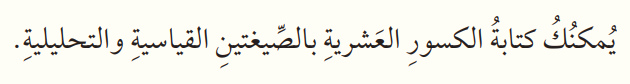 يُمكنُكُ كتابةُ الكسورِ العَشريةِ بالصِّيغتينِ القياسيةِ والتحليليةِ.